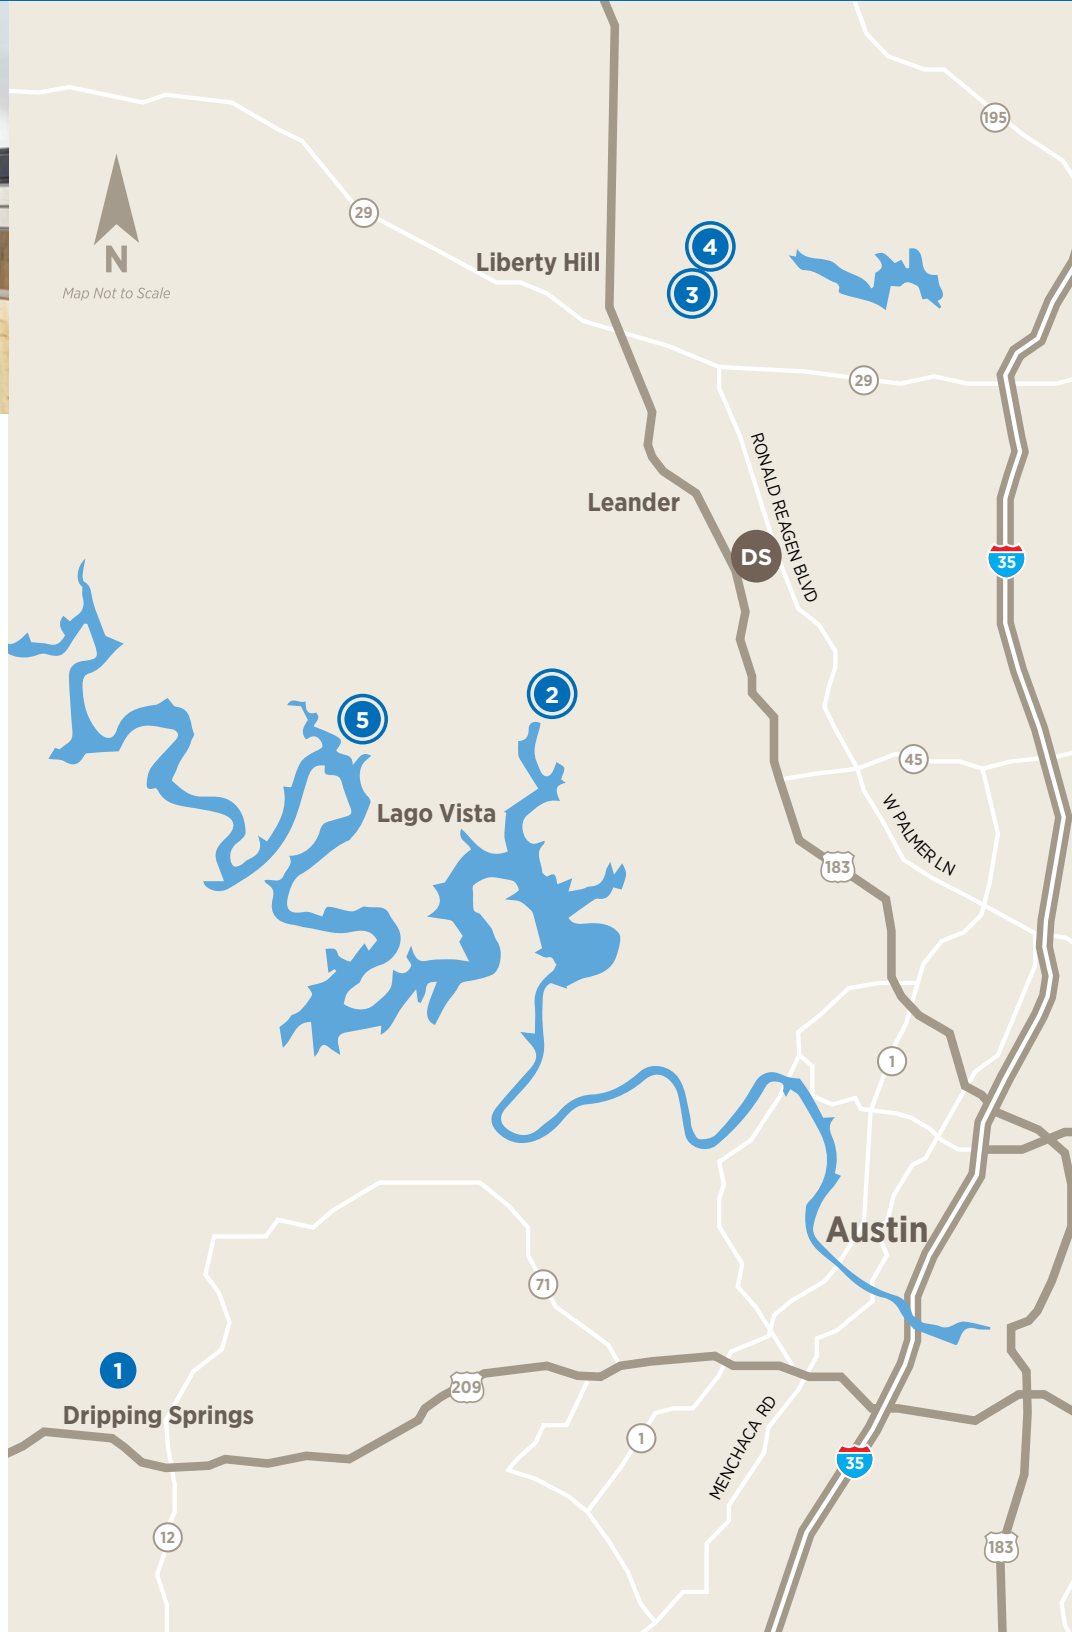 195
29
N
Map Not to Scale
Liberty Hill
4
3
29
RONALD REAGEN BLVD
Leander
DS
35
2
5
45
Lago Vista
W PALMER LN
183
1
Austin
71
1
Dripping Springs
209
1
MENCHACA RD
35
12
183